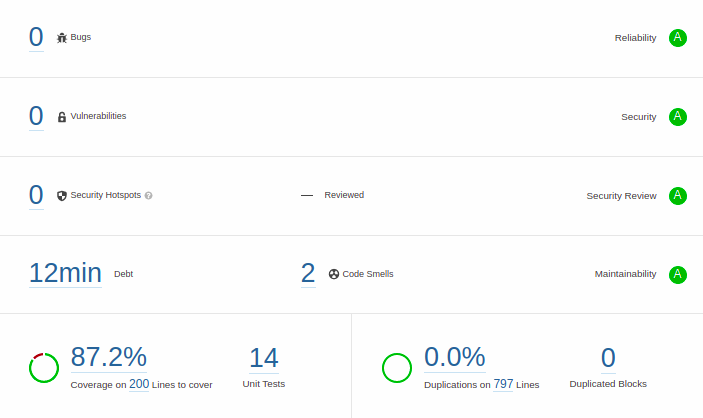 0 Bugs Reliability A
0 Vulnerabilities Security A
0 Security Hotspots ? — Reviewed Security Review A
12min Debt 2 Code Smells Maintainability A
87.2% 14 0.0% 0
Coverage on 200 Lines to cover Unit Tests Duplications on 797 Lines Duplicated Blocks